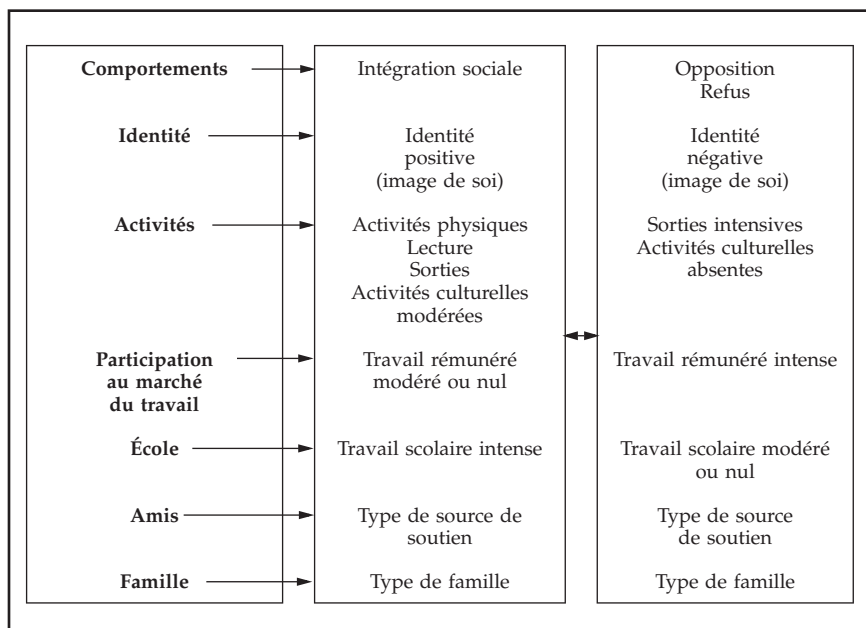 Comportements
Intégration sociale
Opposition
Refus
Identité
Identité
positive
(image de soi)
Identité
négative
(image de soi)
Activités
Activités physiques
Lecture
Sorties
Activités culturelles
modérées
Sorties intensives
Activités culturelles
absentes
Participation
au marché
du travail
Travail rémunéré
modéré ou nul
Travail rémunéré intense
École
Travail scolaire intense
Travail scolaire modéré
ou nul
Amis
Type de source de
soutien
Type de source
de soutien
Famille
Type de famille
Type de famille